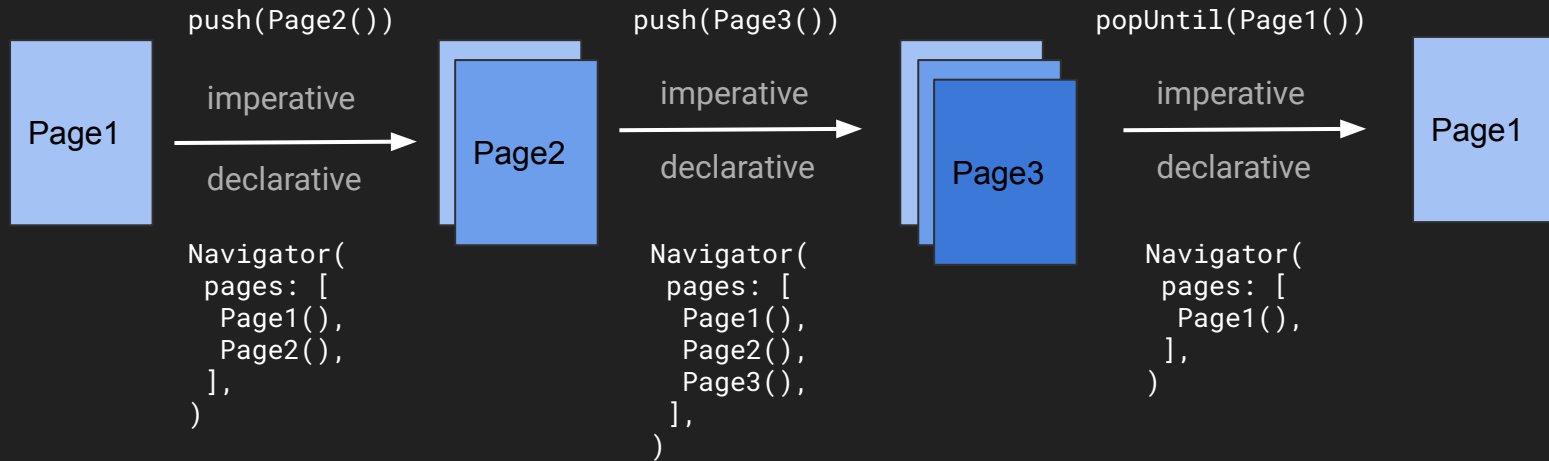 push(Page2())
push(Page3())
popUntil(Page1())
Page1
imperative
declarative
Page2
imperative
declarative
Page3
imperative
declarative
Page1
Navigator(
 pages: [
  Page1(),
  Page2(),
 ],
)
Navigator(
 pages: [
  Page1(),
  Page2(),
  Page3(),
 ],
)
Navigator(
 pages: [
  Page1(),
 ],
)